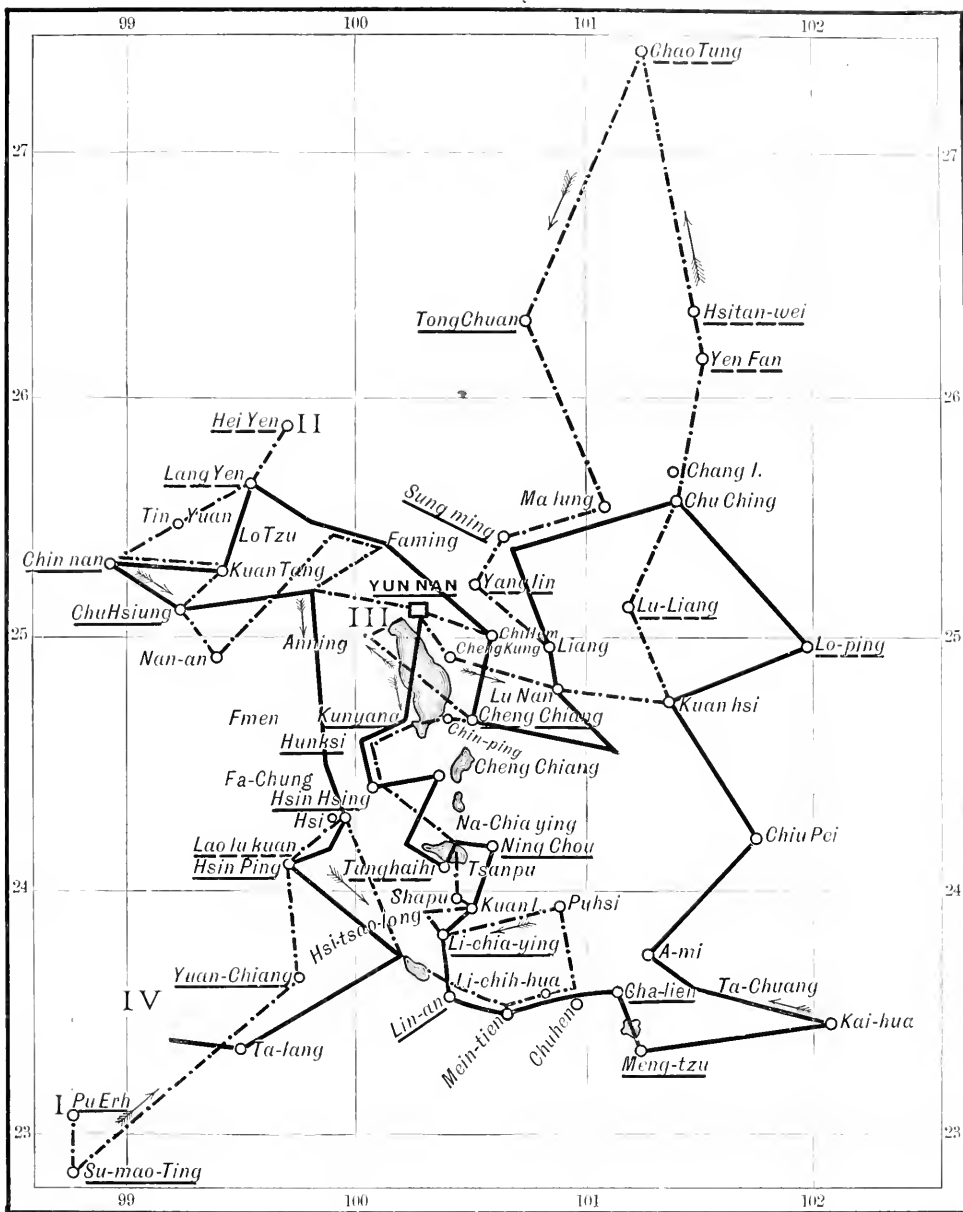 99 100 101 102
Chao Tung
27 27
Tong Chuan
Hsitan-wei
Yen Fan
26 26
Hei Yen II
Chang I.
Lang Yen
Chu Ching
Ma lung
Sung ming
Tin Yuan
Lo Tzu
Faming
Chin nan
Kuan Tang
YUN NAN
Yang lin
Chu Hsiung
III
Lu-Liang
25 25
Anning
Cheng Kung
Liang
Lo-ping
Nan-an
Lu Nan
Kuan hsi
Fmen
Kunyang
Cheng Chiang
Chin-ping
Hunksi
Cheng Chiang
Fa-Chung
Hsin Hsing
Hsi
Na-Chia ying
Chiu Pei
Lao lu kuan
Ning Chou
Hsin Ping
Tunghaihi
Tsanpu
24 24
Shapu
Kuan I.
Puhsi
Hsi-tsao-long
Li-chia-ying
A-mi
Yuan-Chiang
Li-chih-hua
Ta-Chuang
IV
Cha-lien
Lin-an
Mein-tien
Chuhen
Kai-hua
Ta-lang
Meng-tzu
I Pu Erh
23 23
Su-mao-Ting
99 100 101 102